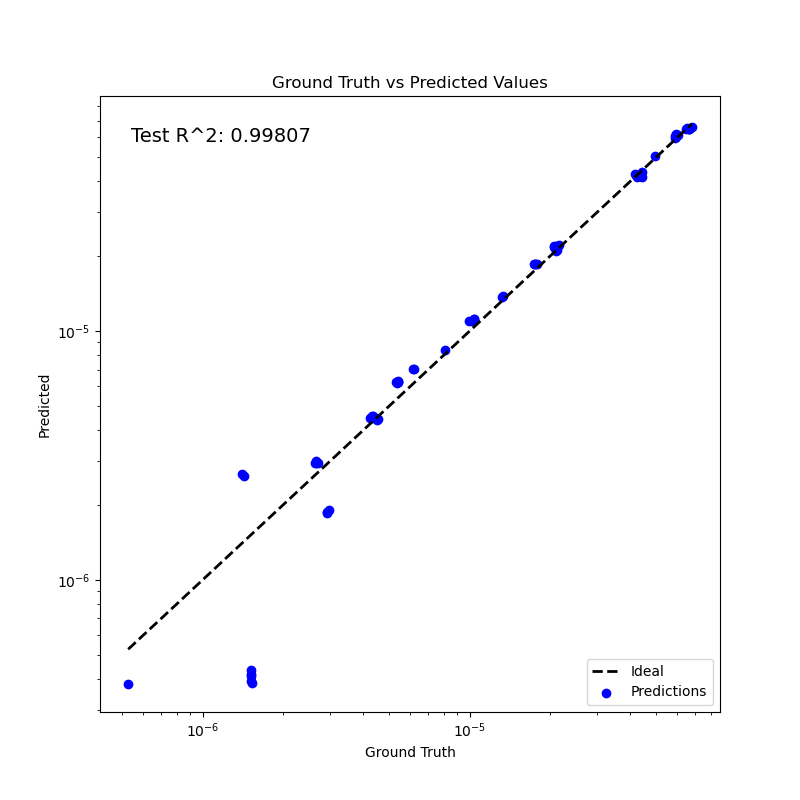 Ground Truth vs Predicted Values
Test R^2: 0.99807
Predicted
10⁻⁵
10⁻⁶
10⁻⁶
10⁻⁵
Ground Truth
Ideal
Predictions